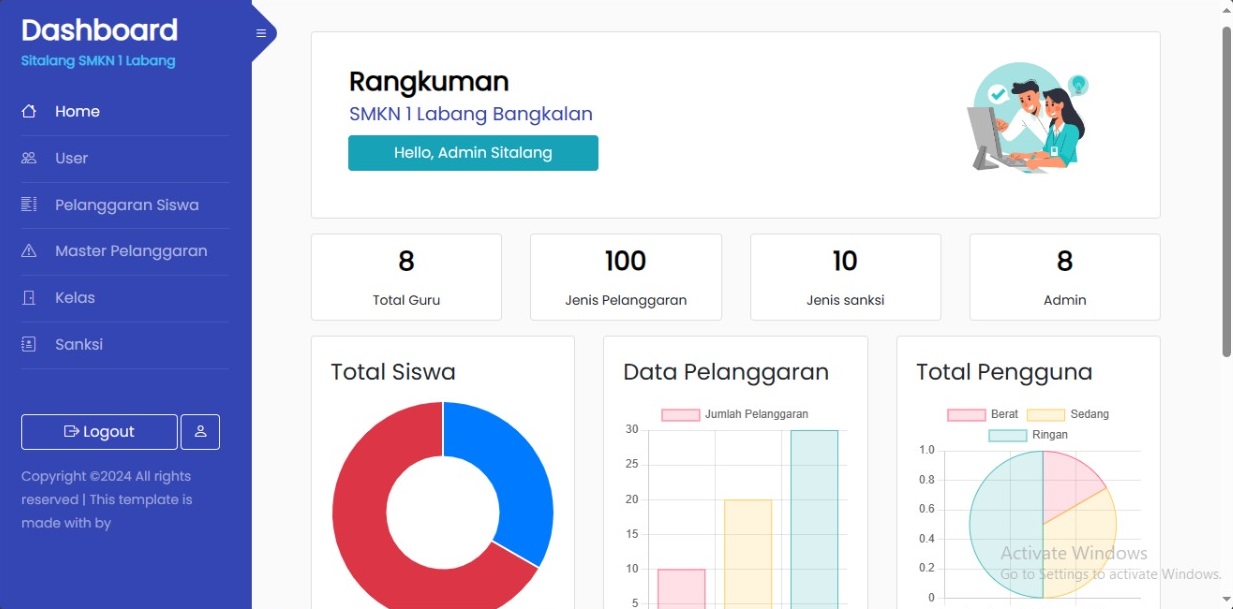 Dashboard
Sitalang SMKN 1 Labang
Home
User
Pelanggaran Siswa
Master Pelanggaran
Kelas
Sanksi
Logout
Copyright ©2024 All rights
reserved | This template is
made with by
Rangkuman
SMKN 1 Labang Bangkalan
Hello, Admin Sitalang
8
Total Guru
100
Jenis Pelanggaran
10
Jenis sanksi
8
Admin
Total Siswa
Data Pelanggaran
Jumlah Pelanggaran
30
25
20
15
10
5
Total Pengguna
Berat
Sedang
Ringan
1.0
0.8
0.6
0.4
0.2
0
Activate Windows
Go to Settings to activate Windows.